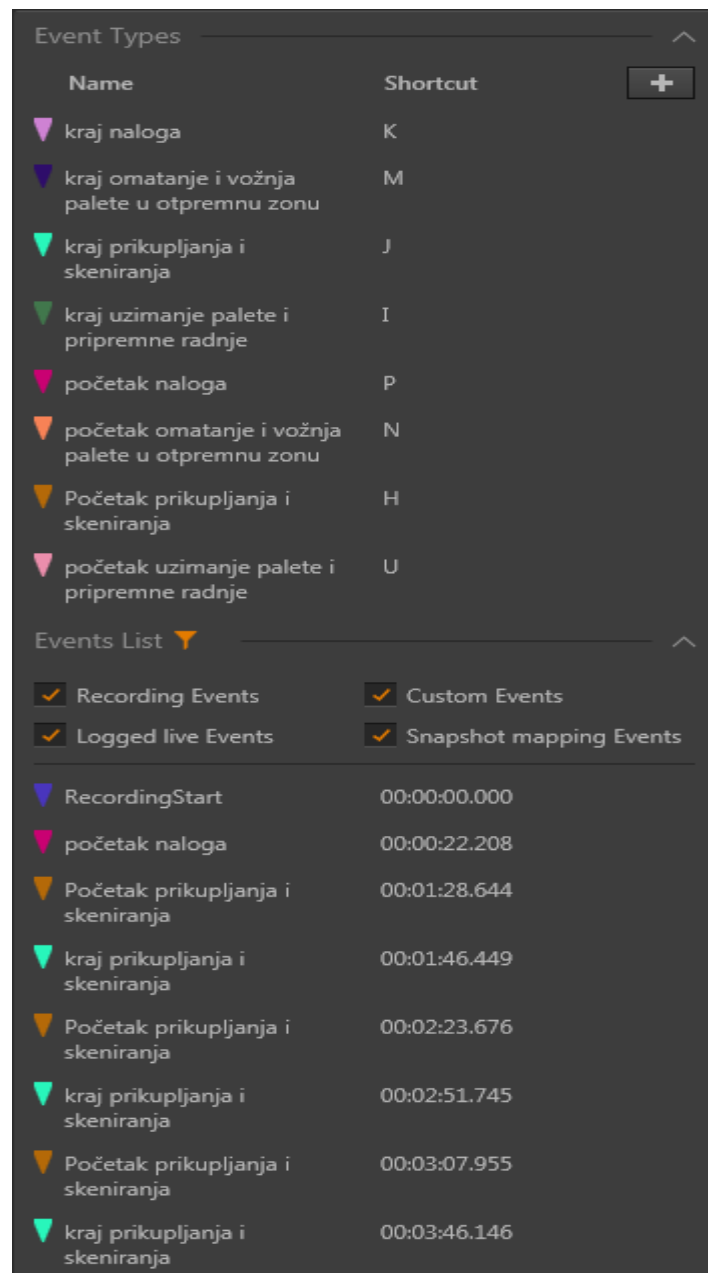 Event Types
Name Shortcut +
kraj naloga K
kraj omatanje i vožnja M
palete u otpremnu zonu
kraj prikupljanja i J
skeniranja
kraj uzimanje palete i I
pripremne radnje
početak naloga P
početak omatanje i vožnja N
palete u otpremnu zonu
Početak prikupljanja i H
skeniranja
početak uzimanje palete i U
pripremne radnje
Events List
Recording Events Custom Events
Logged live Events Snapshot mapping Events
RecordingStart 00:00:00.000
početak naloga 00:00:22.208
Početak prikupljanja i 00:01:28.644
skeniranja
kraj prikupljanja i 00:01:46.449
skeniranja
Početak prikupljanja i 00:02:23.676
skeniranja
kraj prikupljanja i 00:02:51.745
skeniranja
Početak prikupljanja i 00:03:07.955
skeniranja
kraj prikupljanja i 00:03:46.146
skeniranja